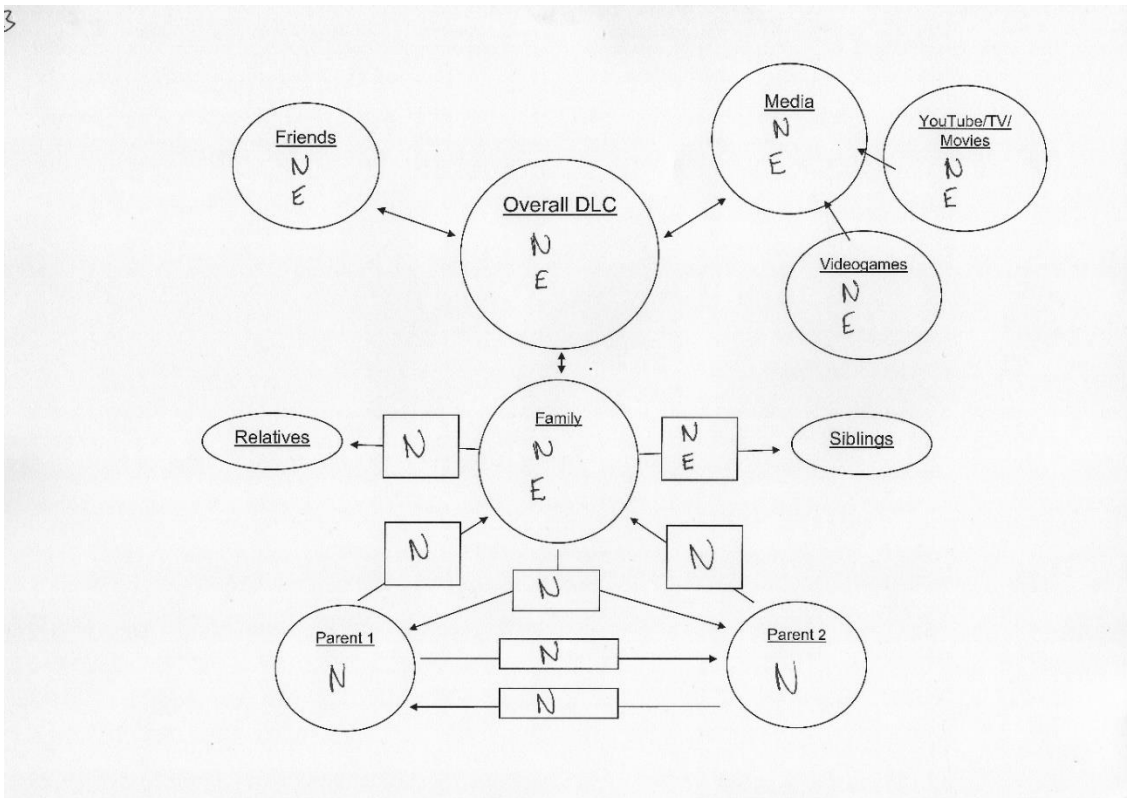 3
Friends
N
E
Overall DLC
N
E
Media
N
E
YouTube/TV/
Movies
N
E
Videogames
N
E
Relatives
N
Family
N
E
N
E
Siblings
N
N
N
Parent 1
N
N
N
Parent 2
N